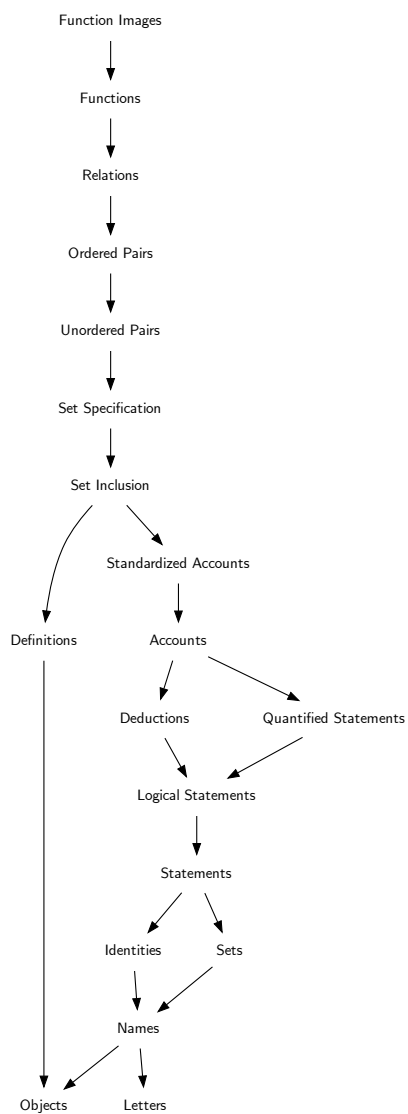 Function Images
Functions
Relations
Ordered Pairs
Unordered Pairs
Set Specification
Set Inclusion
Standardized Accounts
Definitions
Accounts
Deductions
Quantified Statements
Logical Statements
Statements
Identities
Sets
Names
Objects
Letters